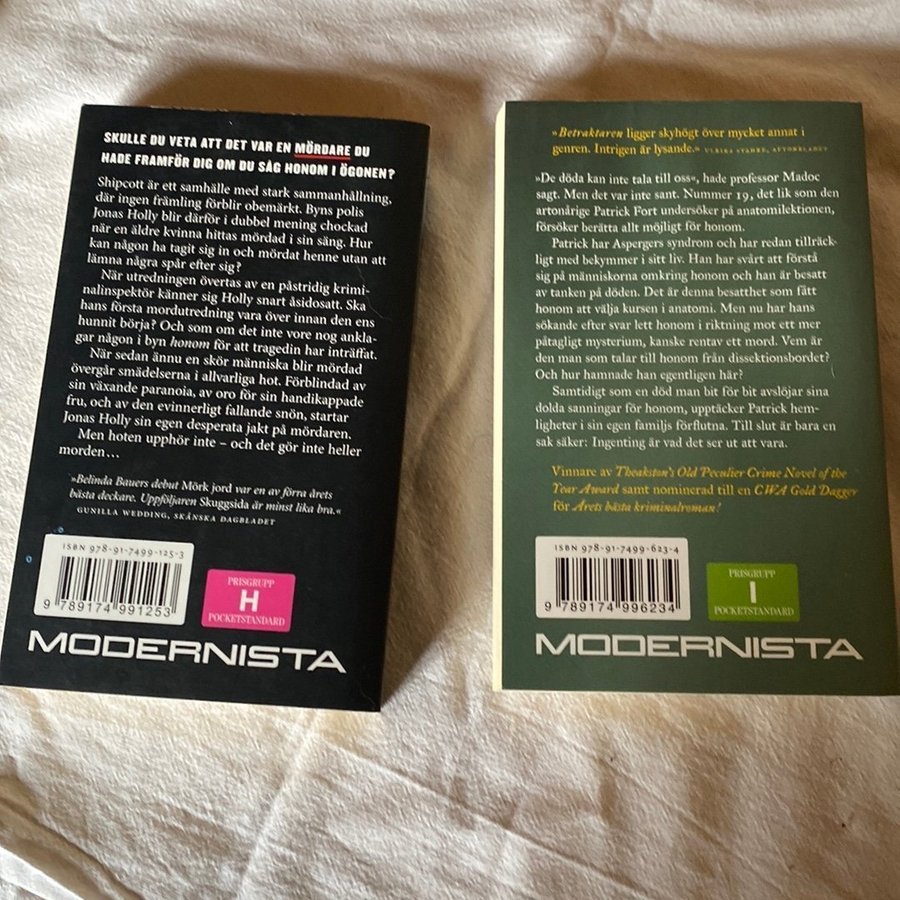 SKULLE DU VETA ATT DET VAR EN MÖRDARE DU
HADE FRAMFÖR DIG OM DU SÅG HONOM I ÖGONEN?
Shipcott är ett samhälle med stark sammanhållning,
där ingen främling förblir obemärkt. Byns polis
Jonas Holly blir därför i dubbel mening chockad
när en äldre kvinna hittas mördad i sin säng. Hur
kan någon ha tagit sig in och mördat henne utan att
lämna några spår efter sig?
När utredningen övertas av en påstridig krimi-
nalinspektör känner sig Holly snart åsidosatt. Ska
hans första mordutredning vara över innan den ens
hunnit börja? Och som om det inte vore nog ankla-
gar någon i byn honom för att tragedin har inträffat.
När sedan ännu en skör människa blir mördad
övergår smädelserna i allvarliga hot. Förblindad av
sin växande paranoia, av oro för sin handikappade
fru, och av den evinnerligt fallande snön, startar
Jonas Holly sin egen desperata jakt på mördaren.
Men hoten upphör inte – och det gör inte heller
morden…
»Belinda Bauers debut Mörk jord var en av förra årets
bästa deckare. Uppföljaren Skuggsida är minst lika bra.«
GUNILLA WEDDING, SKÅNSKA DAGBLADET
ISBN 978-91-7499-125-3
9 789174 991253
PRISGRUPP
H
POCKETSTANDARD
MODERNISTA
»Betraktaren ligger skyhögt över mycket annat i
genren. Intrigen är lysande.« ULRIKA STAHRE, AFTONBLADET
»De döda kan inte tala till oss«, hade professor Madoc
sagt. Men det var inte sant. Nummer 19, det lik som den
artonårige Patrick Fort undersöker på anatomilektionen,
försöker berätta allt möjligt för honom.
Patrick har Aspergers syndrom och har redan tillräck-
ligt med bekymmer i sitt liv. Han har svårt att förstå
sig på människorna omkring honom och han är besatt
av tanken på döden. Det är denna besatthet som fått
honom att välja kursen i anatomi. Men nu har hans
sökande efter svar lett honom i riktning mot ett mer
påtagligt mysterium, kanske rentav ett mord. Vem är
den man som talar till honom från dissektionsbordet?
Och hur hamnade han egentligen här?
Samtidigt som en död man bit för bit avslöjar sina
dolda sanningar för honom, upptäcker Patrick hem-
ligheter i sin egen familjs förflutna. Till slut är bara en
sak säker: Ingenting är vad det ser ut att vara.
Vinnare av Theakston's Old Peculier Crime Novel of the
Year Award samt nominerad till en CWA Gold Dagger
för Årets bästa kriminalroman!
ISBN 978-91-7499-623-4
9 789174 996234
PRISGRUPP
I
POCKETSTANDARD
MODERNISTA